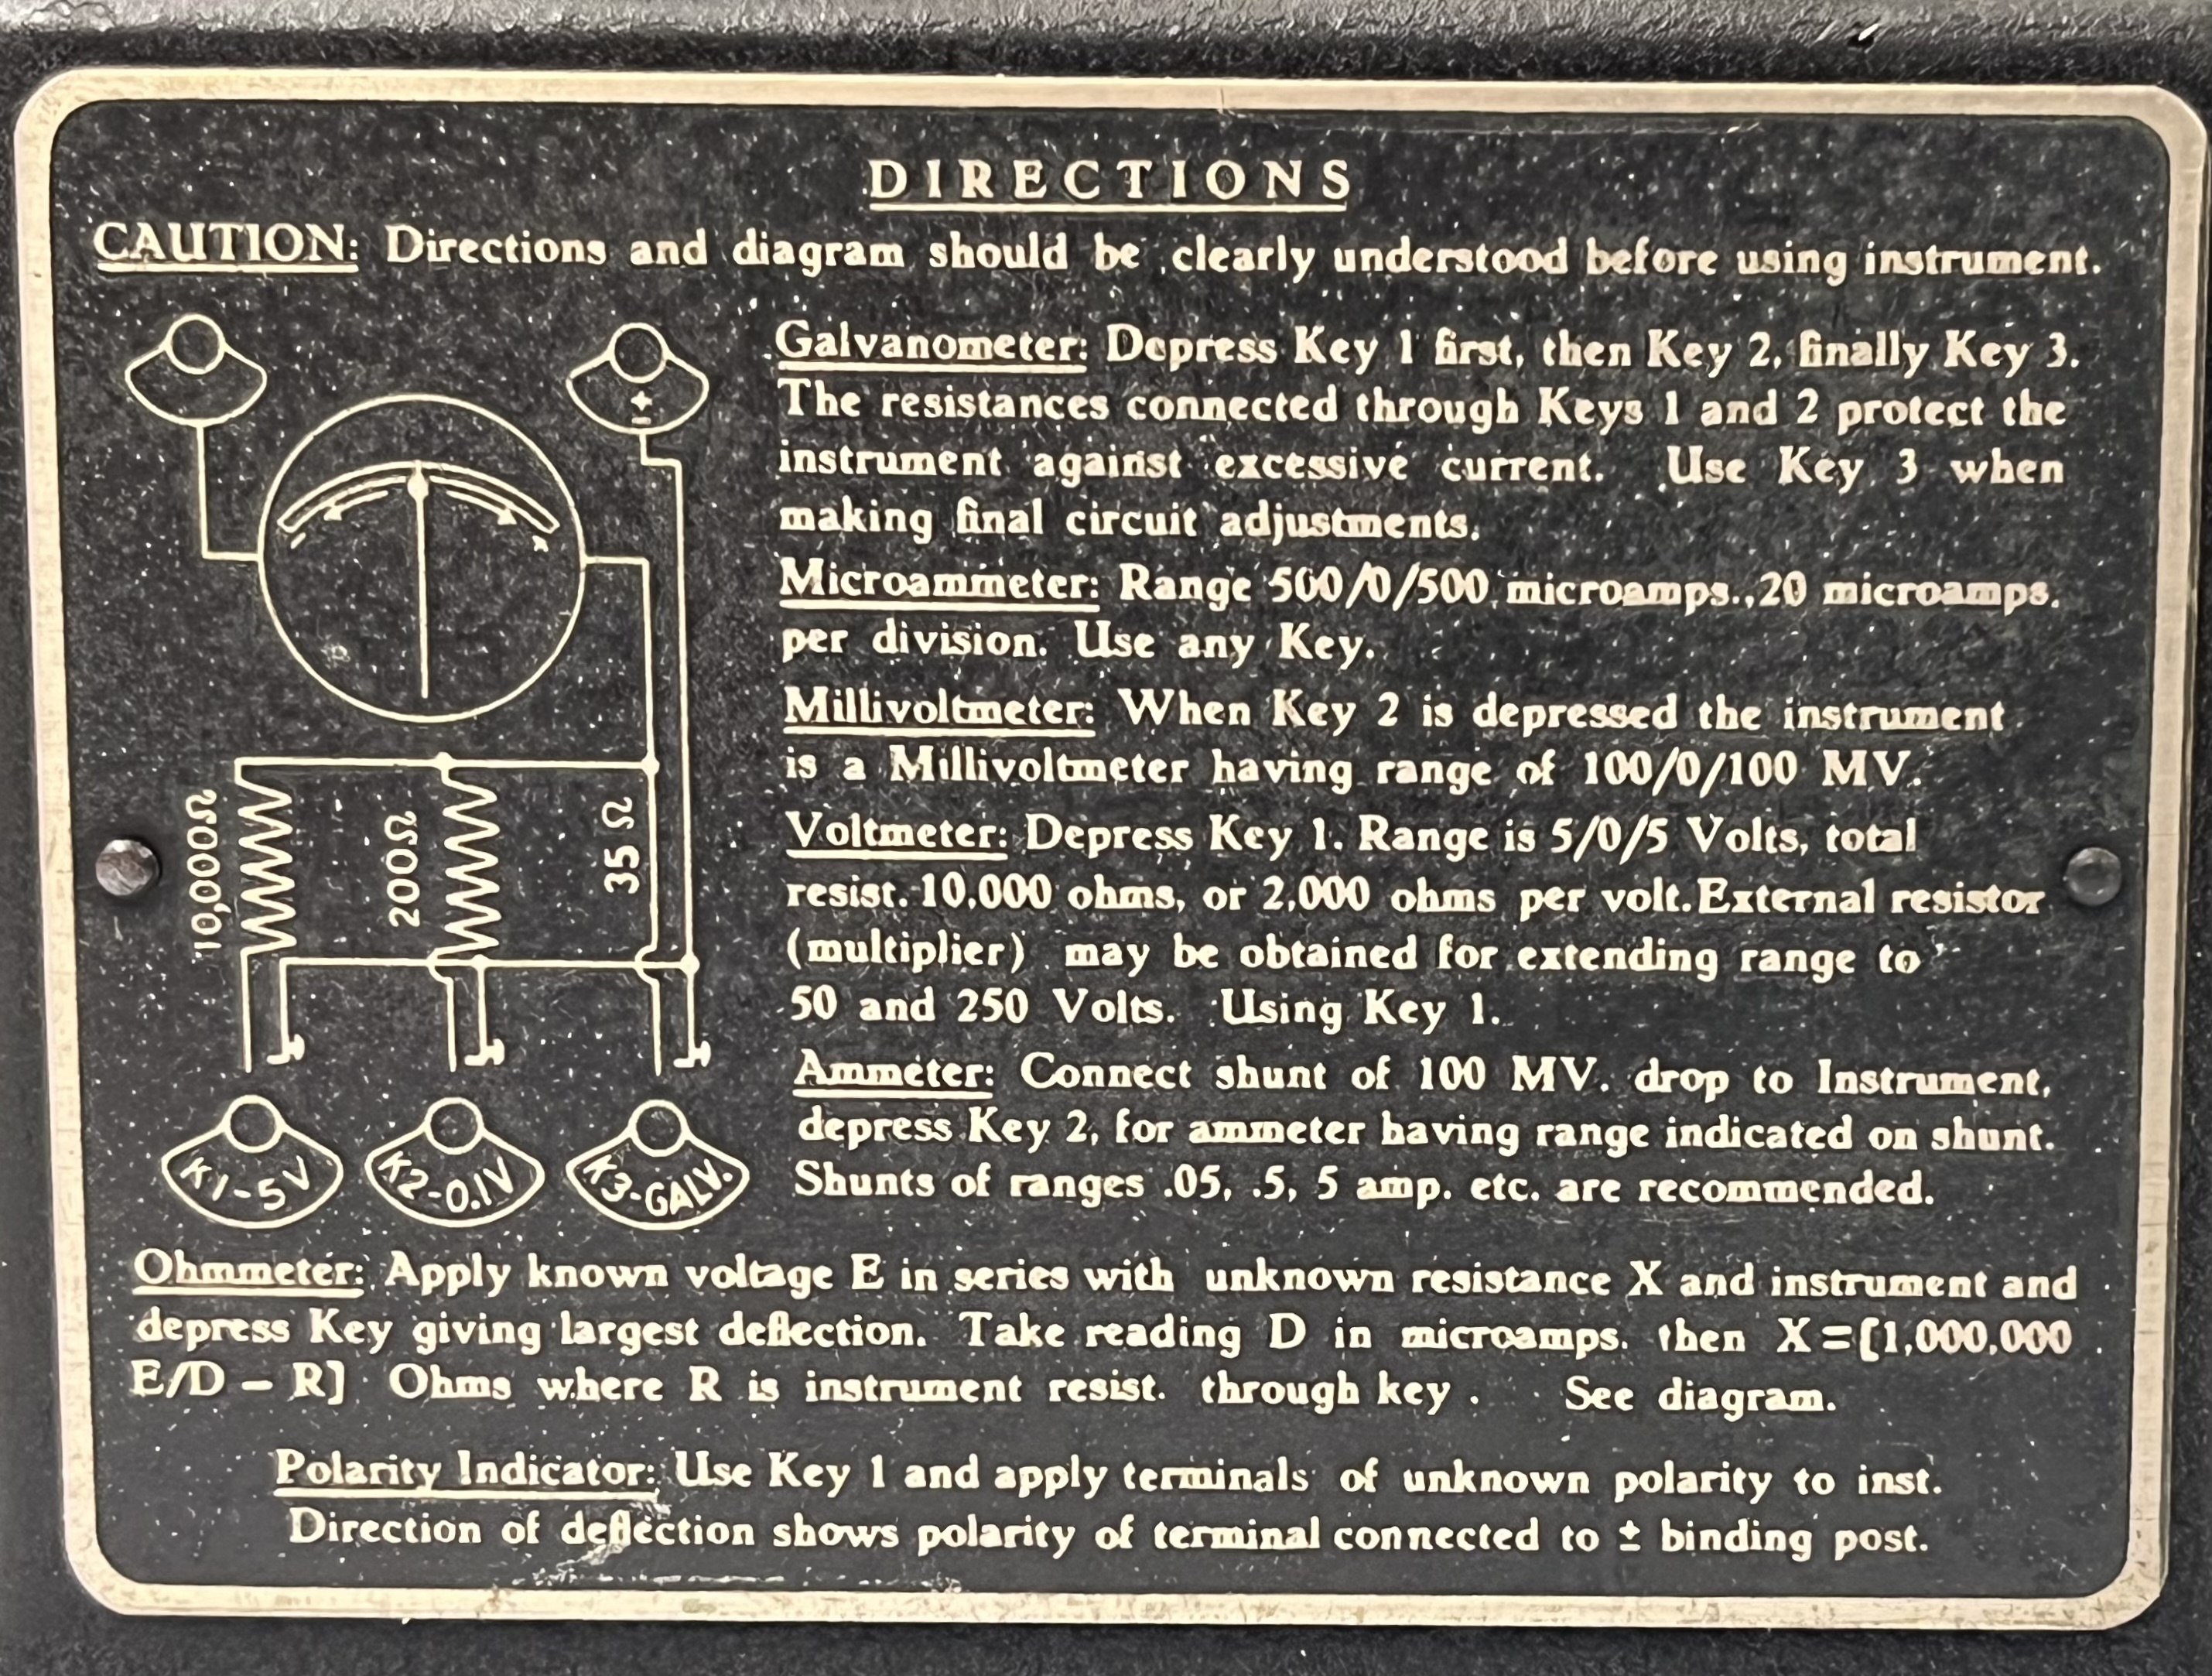 DIRECTIONS
CAUTION: Directions and diagram should be clearly understood before using instrument.
±
10,000Ω
200Ω
35 Ω
K1-5V
K2-0.1V
K3-GALV.
Galvanometer: Depress Key 1 first, then Key 2, finally Key 3.
The resistances connected through Keys 1 and 2 protect the
instrument against excessive current. Use Key 3 when
making final circuit adjustments.
Microammeter: Range 500/0/500 microamps., 20 microamps.
per division. Use any Key.
Millivoltmeter: When Key 2 is depressed the instrument
is a Millivoltmeter having range of 100/0/100 MV.
Voltmeter: Depress Key 1. Range is 5/0/5 Volts, total
resist. 10,000 ohms, or 2,000 ohms per volt. External resistor
(multiplier) may be obtained for extending range to
50 and 250 Volts. Using Key 1.
Ammeter: Connect shunt of 100 MV. drop to Instrument,
depress Key 2, for ammeter having range indicated on shunt.
Shunts of ranges .05, .5, 5 amp. etc. are recommended.
Ohmmeter: Apply known voltage E in series with unknown resistance X and instrument and
depress Key giving largest deflection. Take reading D in microamps. then X=[1,000,000
E/D – R] Ohms where R is instrument resist. through key. See diagram.
Polarity Indicator: Use Key 1 and apply terminals of unknown polarity to inst.
Direction of deflection shows polarity of terminal connected to ± binding post.